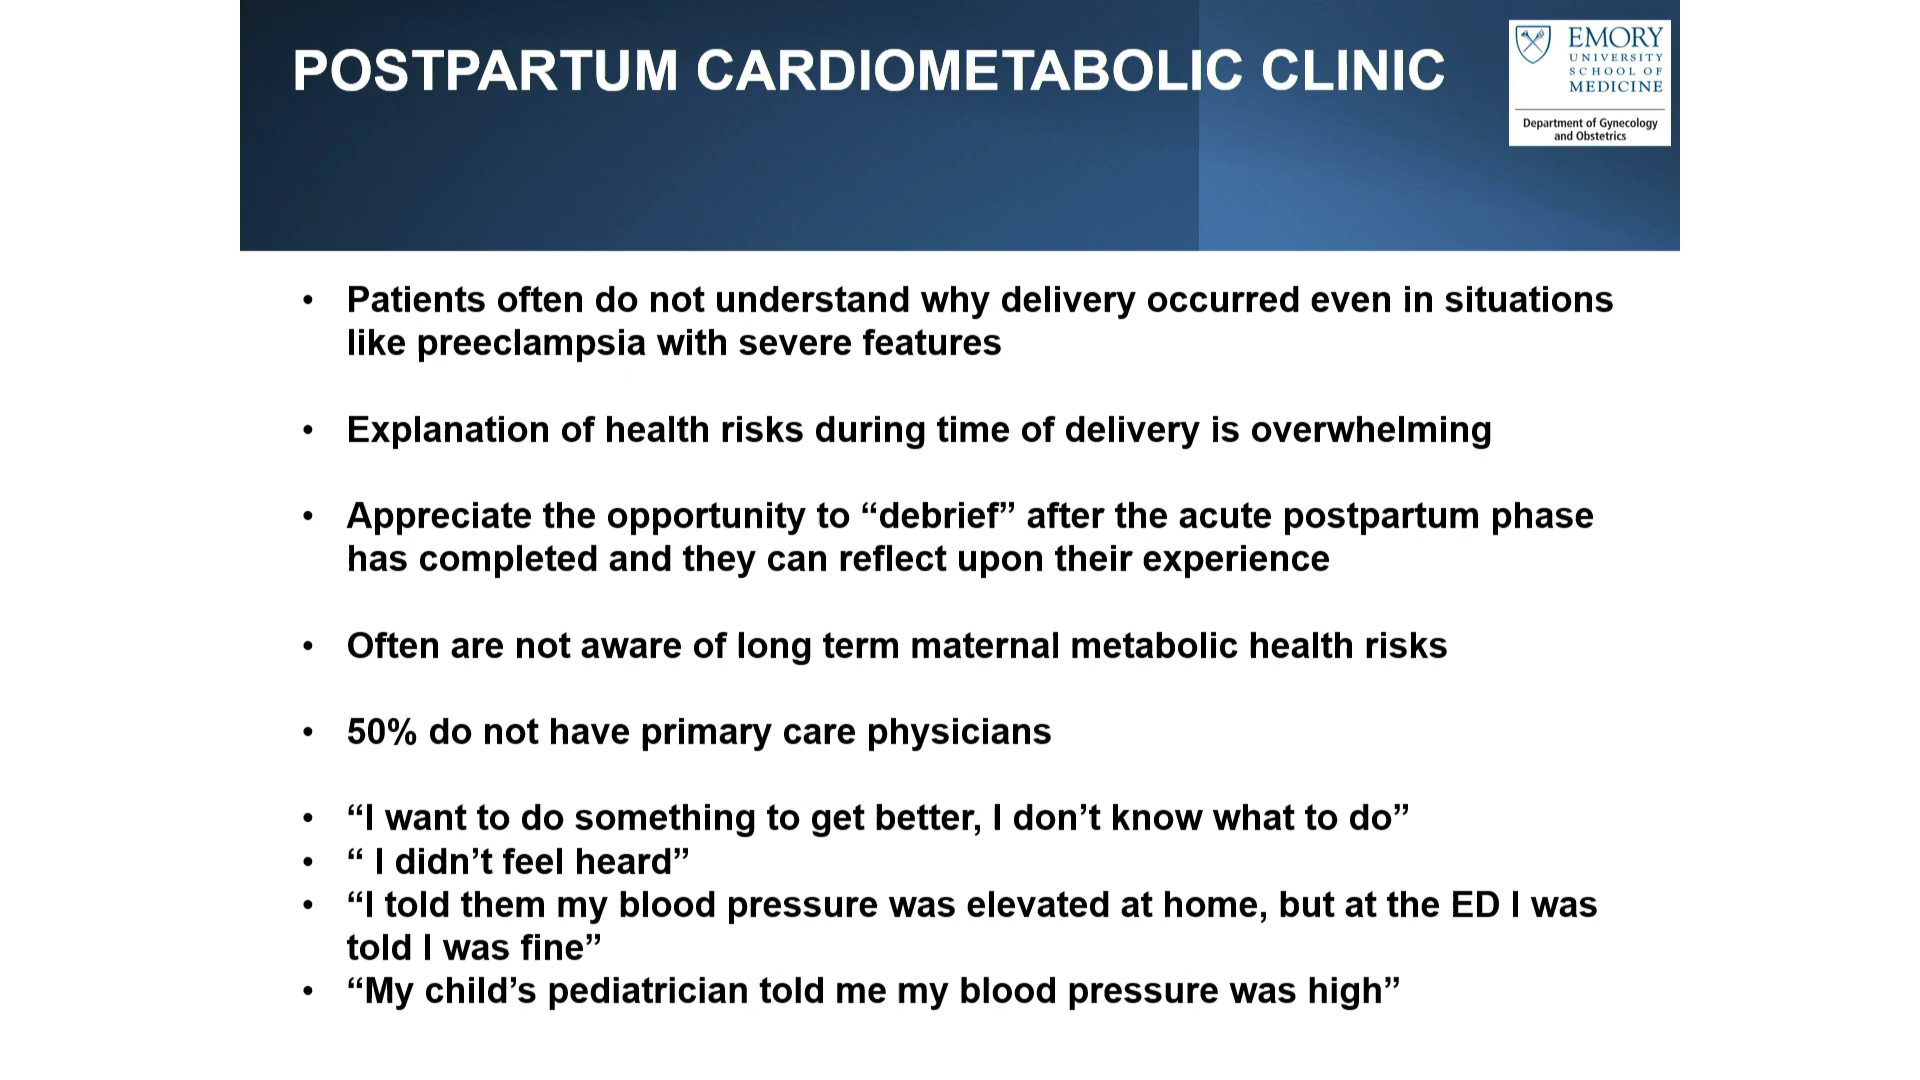 POSTPARTUM CARDIOMETABOLIC CLINIC
EMORY
UNIVERSITY
SCHOOL OF
MEDICINE
Department of Gynecology
and Obstetrics
• Patients often do not understand why delivery occurred even in situations
like preeclampsia with severe features
• Explanation of health risks during time of delivery is overwhelming
• Appreciate the opportunity to “debrief” after the acute postpartum phase
has completed and they can reflect upon their experience
• Often are not aware of long term maternal metabolic health risks
• 50% do not have primary care physicians
• “I want to do something to get better, I don’t know what to do”
• “ I didn’t feel heard”
• “I told them my blood pressure was elevated at home, but at the ED I was
told I was fine”
• “My child’s pediatrician told me my blood pressure was high”